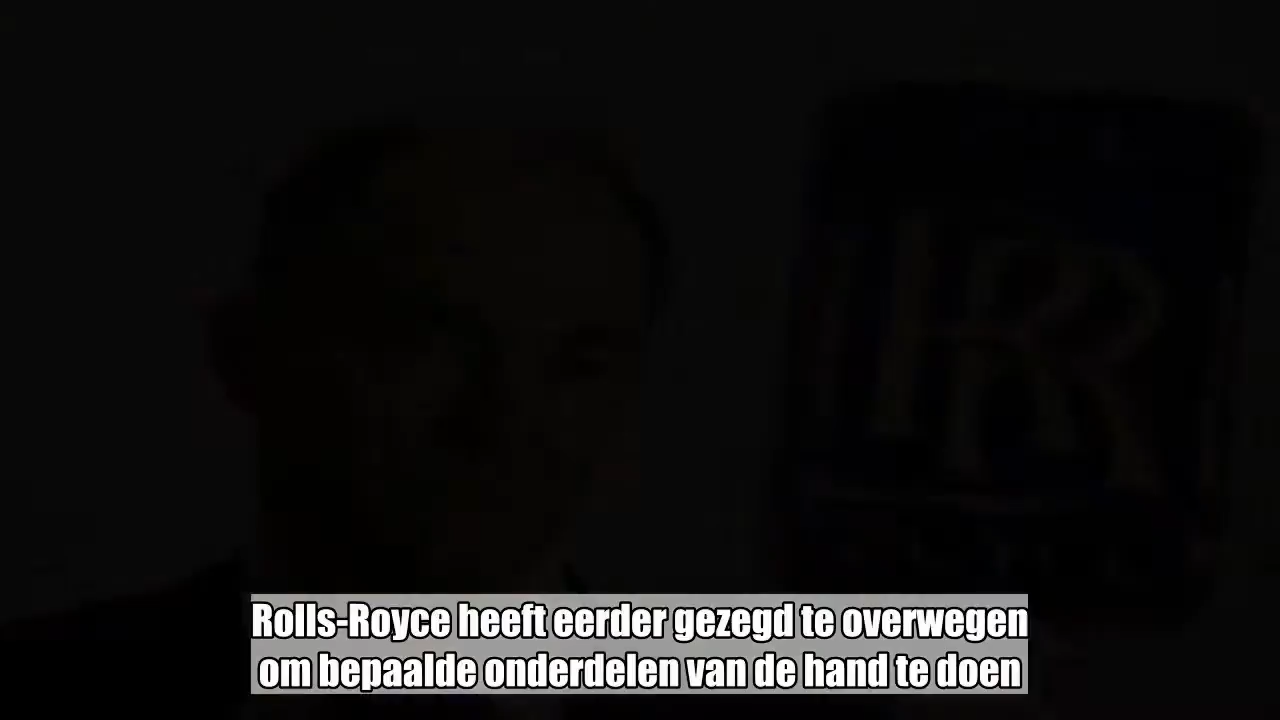 Rolls-Royce heeft eerder gezegd te overwegen
om bepaalde onderdelen van de hand te doen